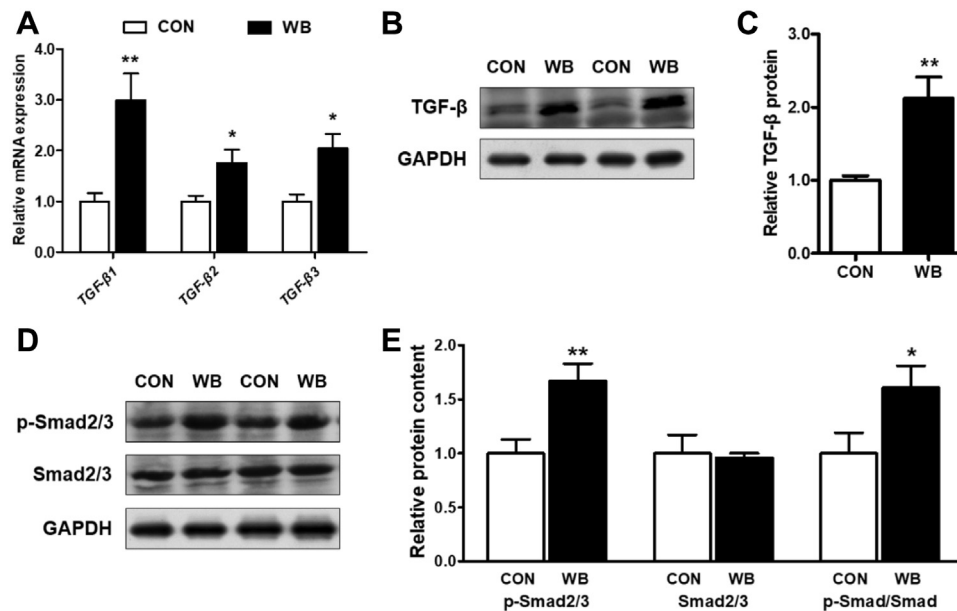 A
CON
WB
Relative mRNA expression
4.0
3.0
2.0
1.0
0.0
**
*
*
TGF-β1
TGF-β2
TGF-β3
B
CON WB CON WB
TGF-β
GAPDH
C
Relative TGF-β protein
3.0
2.0
1.0
0.0
**
CON WB
D
CON WB CON WB
p-Smad2/3
Smad2/3
GAPDH
E
Relative protein content
2.0
1.5
1.0
0.5
0.0
**
*
CON WB CON WB CON WB
p-Smad2/3 Smad2/3 p-Smad/Smad